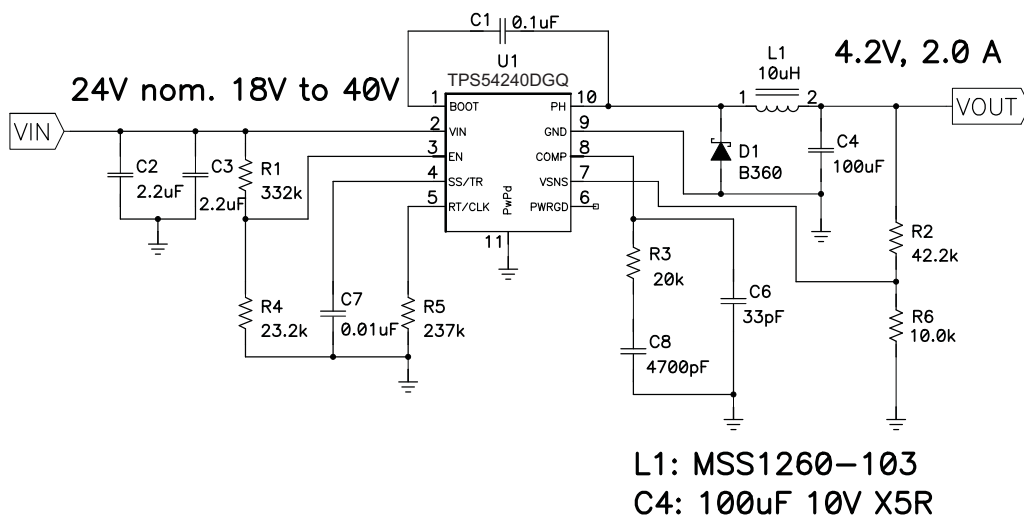 C1
0.1uF
U1
TPS54240DGQ
24V nom. 18V to 40V
4.2V, 2.0 A
L1
10uH
VIN
VOUT
1 BOOT
2 VIN
3 EN
4 SS/TR
5 RT/CLK
PH 10
GND 9
COMP 8
VSNS 7
PWRGD 6
PwPd
11
1 2
D1
B360
C4
100uF
C2
2.2uF
C3
2.2uF
R1
332k
R4
23.2k
C7
0.01uF
R5
237k
R3
20k
C6
33pF
C8
4700pF
R2
42.2k
R6
10.0k
L1: MSS1260-103
C4: 100uF 10V X5R